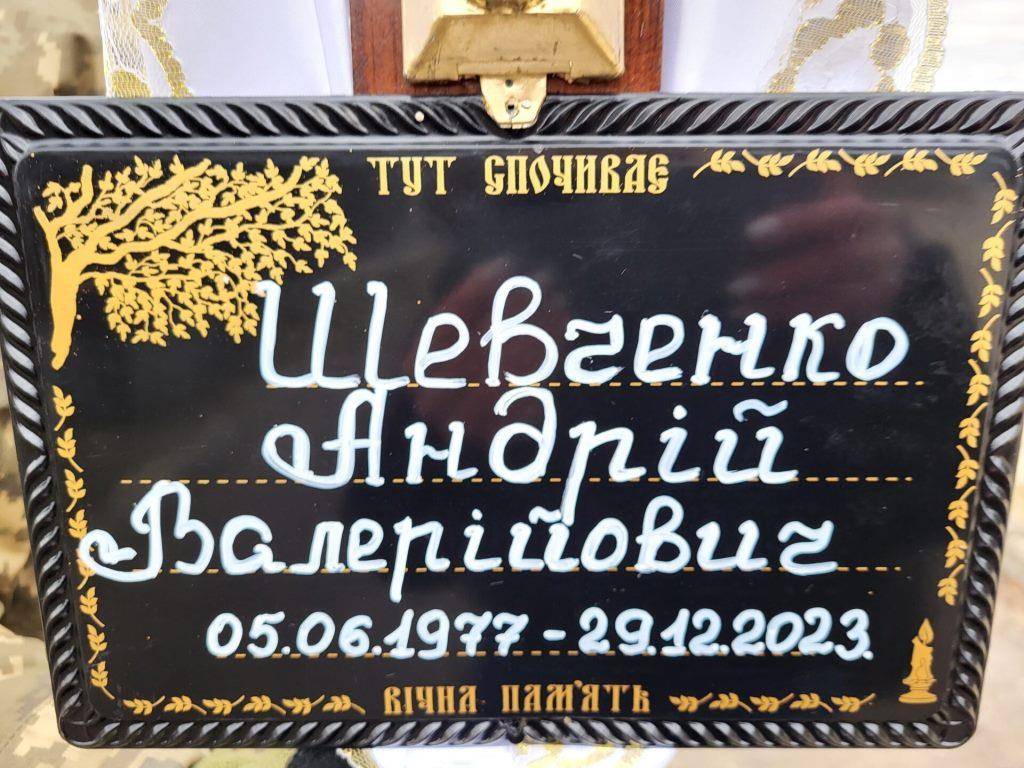 ТУТ СПОЧИВАЄ
Шевченко
Андрій
Валерійович
05.06.1977 - 29.12.2023
ВІЧНА ПАМ'ЯТЬ